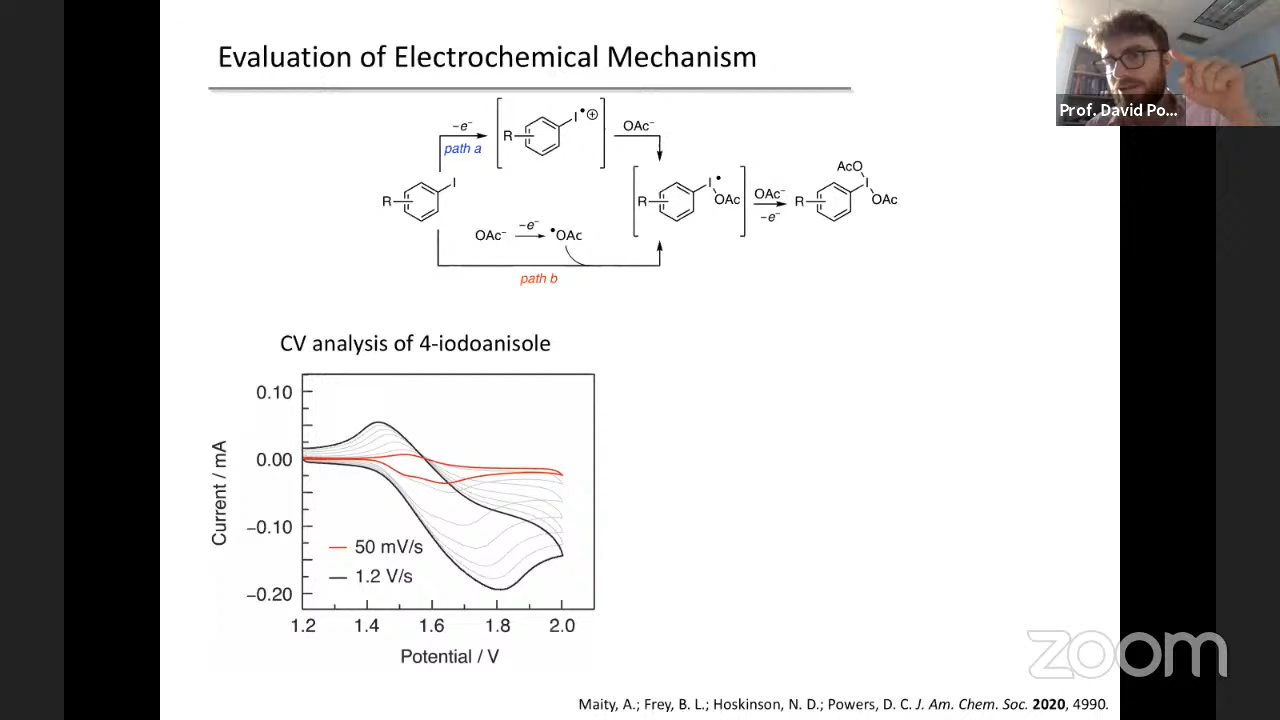 Evaluation of Electrochemical Mechanism
Prof. David Po...
−e⁻
path a
R
I
•
⊕
OAc⁻
R
I
OAc⁻
−e⁻
•OAc
path b
R
I
•
OAc
OAc⁻
−e⁻
R
AcO
I
OAc
CV analysis of 4-iodoanisole
0.10
0.00
−0.10
−0.20
Current / mA
50 mV/s
1.2 V/s
1.2 1.4 1.6 1.8 2.0
Potential / V
zoom
Maity, A.; Frey, B. L.; Hoskinson, N. D.; Powers, D. C. J. Am. Chem. Soc. 2020, 4990.